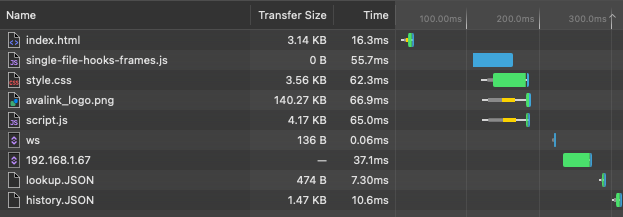 Name Transfer Size Time 100.00ms 200.0ms 300.0ms
index.html 3.14 KB 16.3ms
single-file-hooks-frames.js 0 B 55.7ms
style.css 3.56 KB 62.3ms
avalink_logo.png 140.27 KB 66.9ms
script.js 4.17 KB 65.0ms
ws 136 B 0.06ms
192.168.1.67 — 37.1ms
lookup.JSON 474 B 7.30ms
history.JSON 1.47 KB 10.6ms